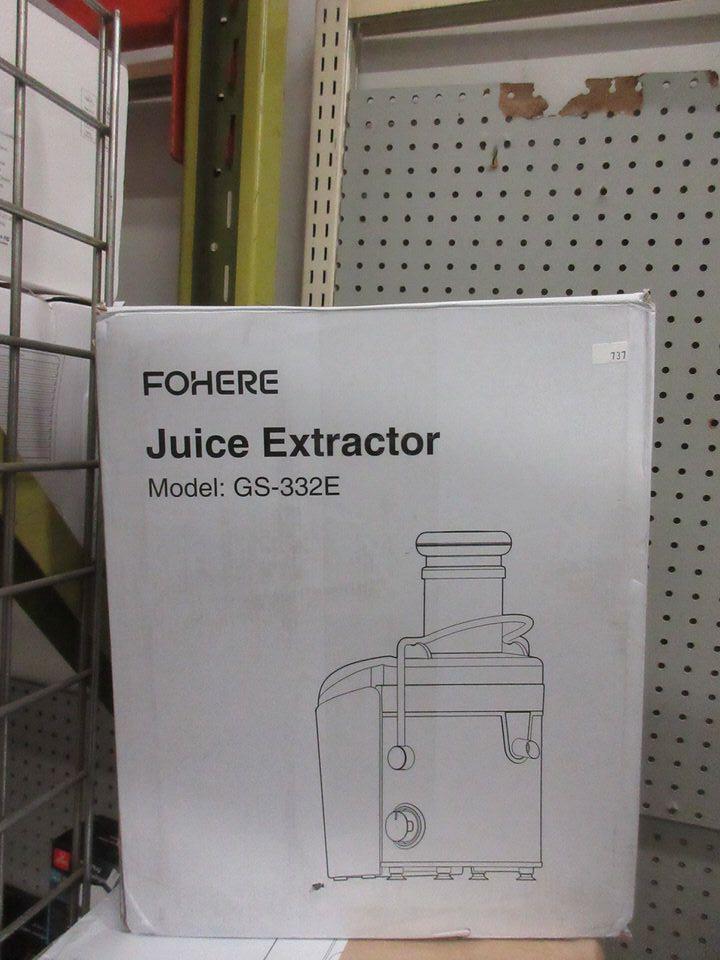 FOHERE
737
Juice Extractor
Model: GS-332E